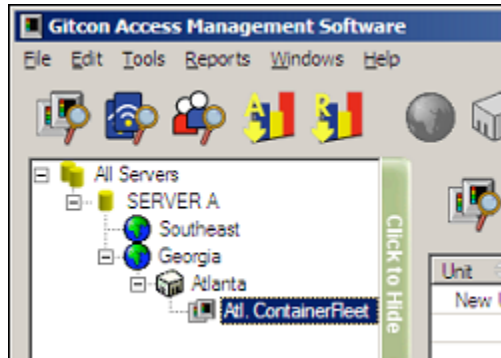 Gitcon Access Management Software
File Edit Tools Reports Windows Help
A R
All Servers
SERVER A
Southeast
Georgia
Atlanta
Atl. ContainerFleet
Click to Hide
Unit
New